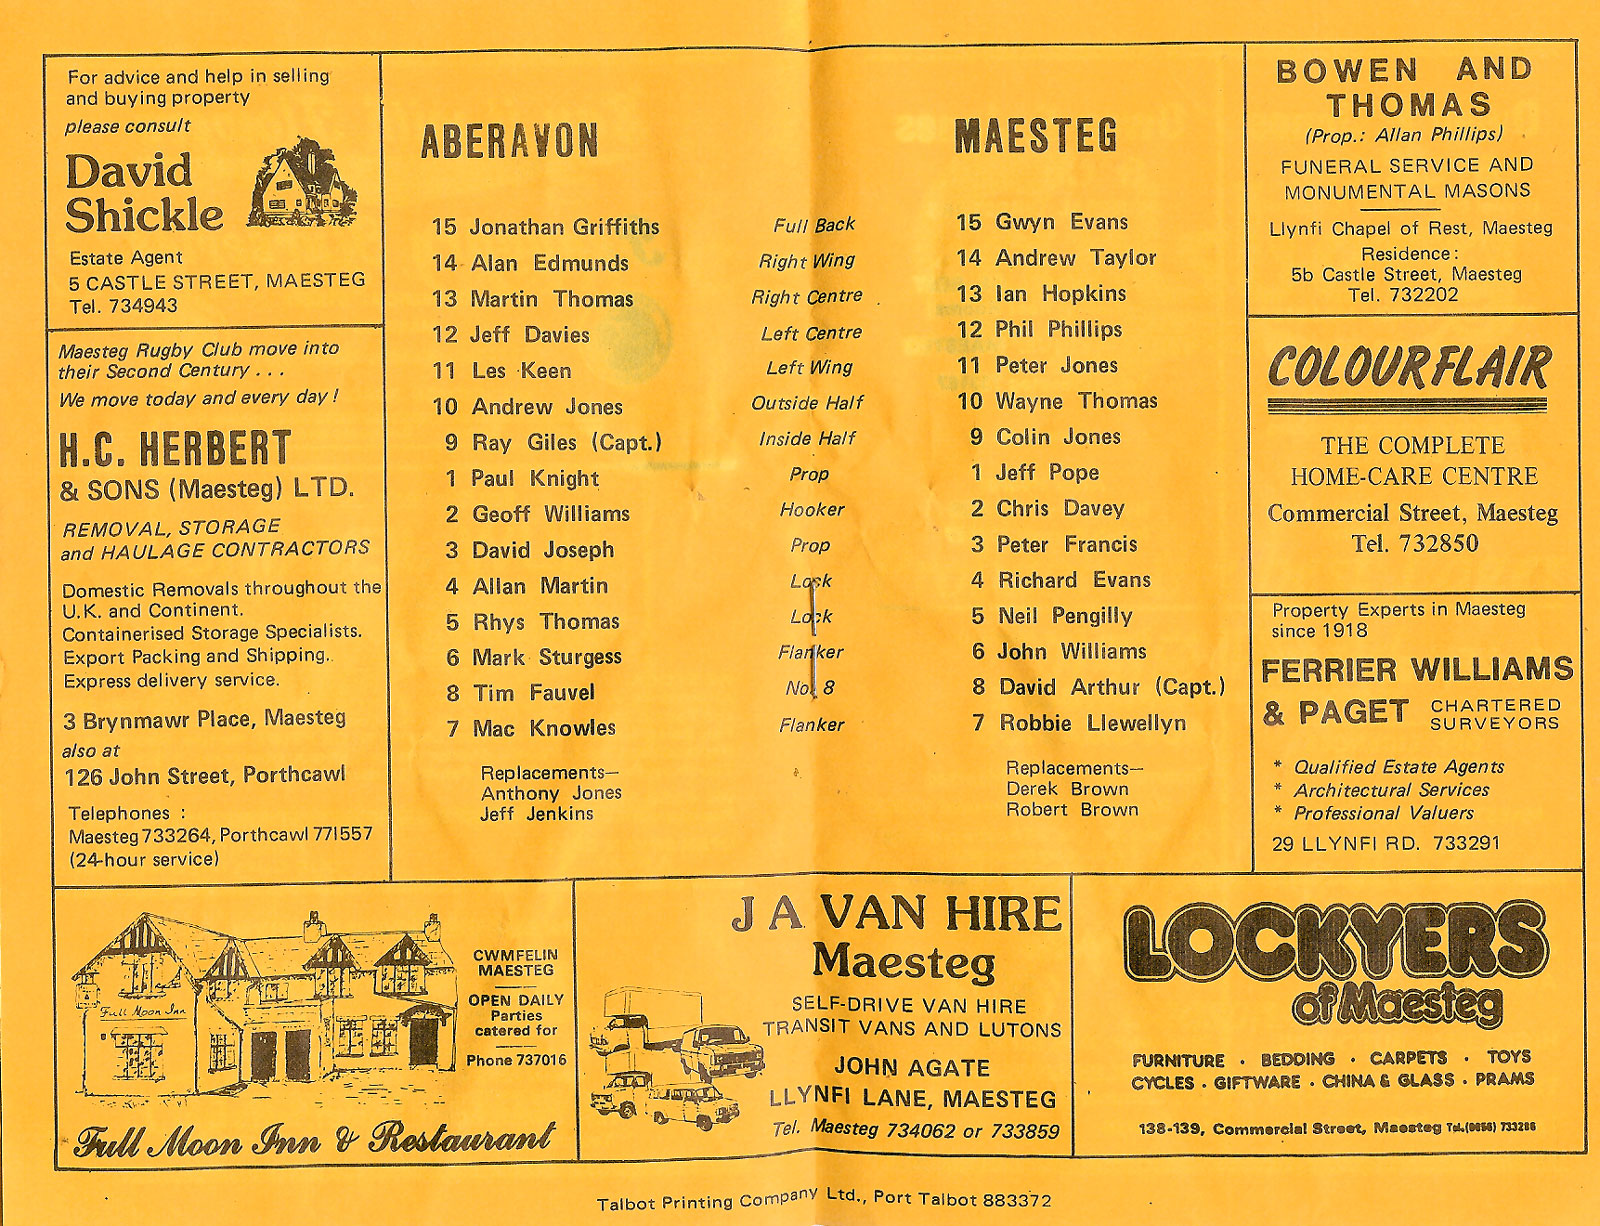 For advice and help in selling
and buying property
please consult
David
Shickle
Estate Agent
5 CASTLE STREET, MAESTEG
Tel. 734943
Maesteg Rugby Club move into
their Second Century . . .
We move today and every day !
H.C. HERBERT
& SONS (Maesteg) LTD.
REMOVAL, STORAGE
and HAULAGE CONTRACTORS
Domestic Removals throughout the
U.K. and Continent.
Containerised Storage Specialists.
Export Packing and Shipping.
Express delivery service.
3 Brynmawr Place, Maesteg
also at
126 John Street, Porthcawl
Telephones :
Maesteg 733264, Porthcawl 771557
(24-hour service)
ABERAVON MAESTEG
15 Jonathan Griffiths Full Back 15 Gwyn Evans
14 Alan Edmunds Right Wing 14 Andrew Taylor
13 Martin Thomas Right Centre 13 Ian Hopkins
12 Jeff Davies Left Centre 12 Phil Phillips
11 Les Keen Left Wing 11 Peter Jones
10 Andrew Jones Outside Half 10 Wayne Thomas
9 Ray Giles (Capt.) Inside Half 9 Colin Jones
1 Paul Knight Prop 1 Jeff Pope
2 Geoff Williams Hooker 2 Chris Davey
3 David Joseph Prop 3 Peter Francis
4 Allan Martin Lock 4 Richard Evans
5 Rhys Thomas Lock 5 Neil Pengilly
6 Mark Sturgess Flanker 6 John Williams
8 Tim Fauvel No. 8 8 David Arthur (Capt.)
7 Mac Knowles Flanker 7 Robbie Llewellyn
Replacements— Replacements—
Anthony Jones Derek Brown
Jeff Jenkins Robert Brown
BOWEN AND
THOMAS
(Prop.: Allan Phillips)
FUNERAL SERVICE AND
MONUMENTAL MASONS
Llynfi Chapel of Rest, Maesteg
Residence:
5b Castle Street, Maesteg
Tel. 732202
COLOURFLAIR
THE COMPLETE
HOME-CARE CENTRE
Commercial Street, Maesteg
Tel. 732850
Property Experts in Maesteg
since 1918
FERRIER WILLIAMS
& PAGET CHARTERED
SURVEYORS
* Qualified Estate Agents
* Architectural Services
* Professional Valuers
29 LLYNFI RD. 733291
Full Moon Inn
CWMFELIN
MAESTEG
OPEN DAILY
Parties
catered for
Phone 737016
Full Moon Inn & Restaurant
J A VAN HIRE
Maesteg
SELF-DRIVE VAN HIRE
TRANSIT VANS AND LUTONS
JOHN AGATE
LLYNFI LANE, MAESTEG
Tel. Maesteg 734062 or 733859
LOCKYERS
of Maesteg
FURNITURE . BEDDING . CARPETS . TOYS
CYCLES . GIFTWARE . CHINA & GLASS . PRAMS
138-139, Commercial Street, Maesteg Tel.(0656) 733286
Talbot Printing Company Ltd., Port Talbot 883372